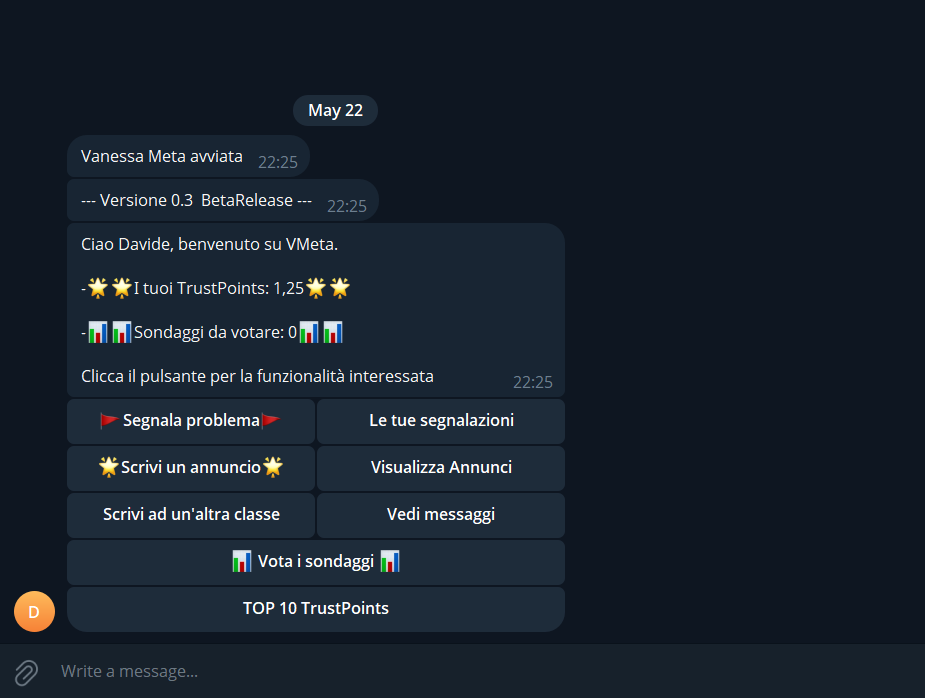 May 22
Vanessa Meta avviata 22:25
--- Versione 0.3 BetaRelease --- 22:25
Ciao Davide, benvenuto su VMeta.
-🌟🌟I tuoi TrustPoints: 1,25🌟🌟
-📊📊Sondaggi da votare: 0📊📊
Clicca il pulsante per la funzionalità interessata 22:25
🚩Segnala problema🚩
Le tue segnalazioni
🌟Scrivi un annuncio🌟
Visualizza Annunci
Scrivi ad un'altra classe
Vedi messaggi
📊 Vota i sondaggi 📊
TOP 10 TrustPoints
D
Write a message...